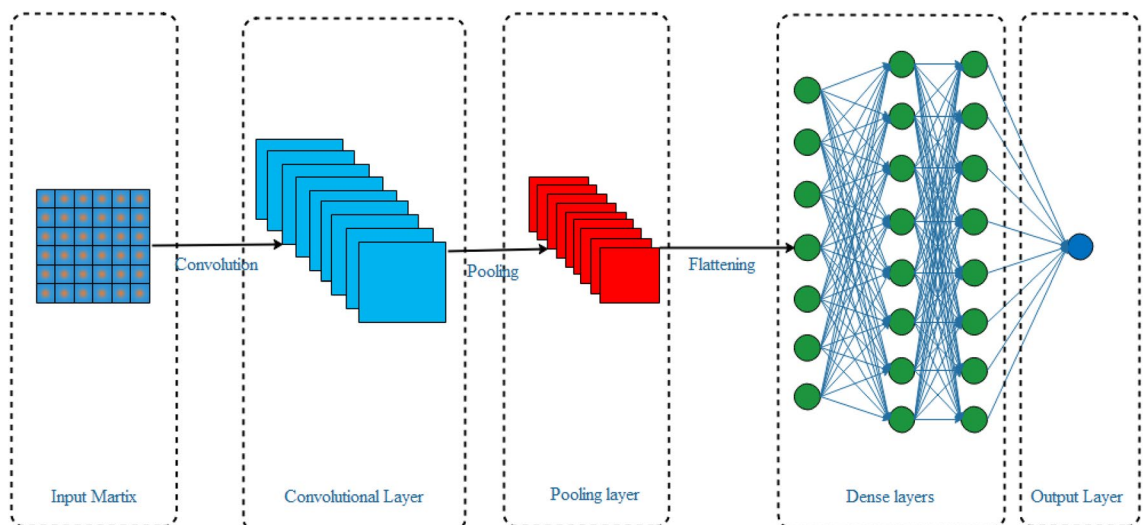 Convolution
Pooling
Flattening
Input Martix
Convolutional Layer
Pooling layer
Dense layers
Output Layer